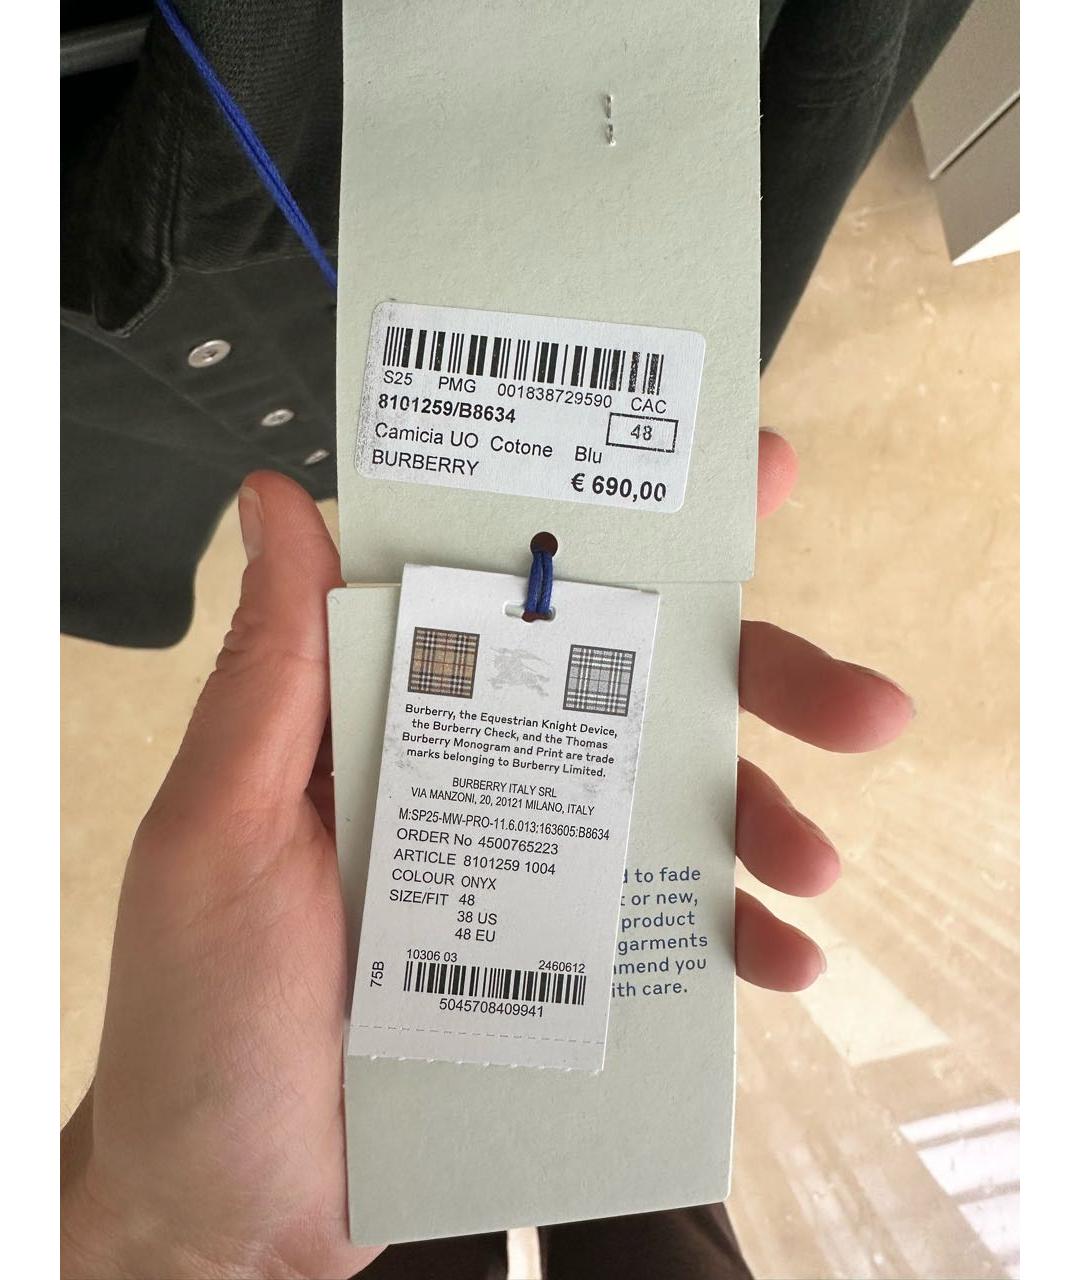 S25 PMG 001838729590 CAC
8101259/B8634
48
Camicia UO Cotone Blu
BURBERRY
€ 690,00
Burberry, the Equestrian Knight Device,
the Burberry Check, and the Thomas
Burberry Monogram and Print are trade
marks belonging to Burberry Limited.
BURBERRY ITALY SRL
VIA MANZONI, 20, 20121 MILANO, ITALY
M:SP25-MW-PRO-11.6.013:163605:B8634
ORDER No 4500765223
ARTICLE 8101259 1004
COLOUR ONYX
SIZE/FIT 48
38 US
48 EU
10306 03 2460612
75B
5045708409941
to fade
or new,
product
garments
you
care.